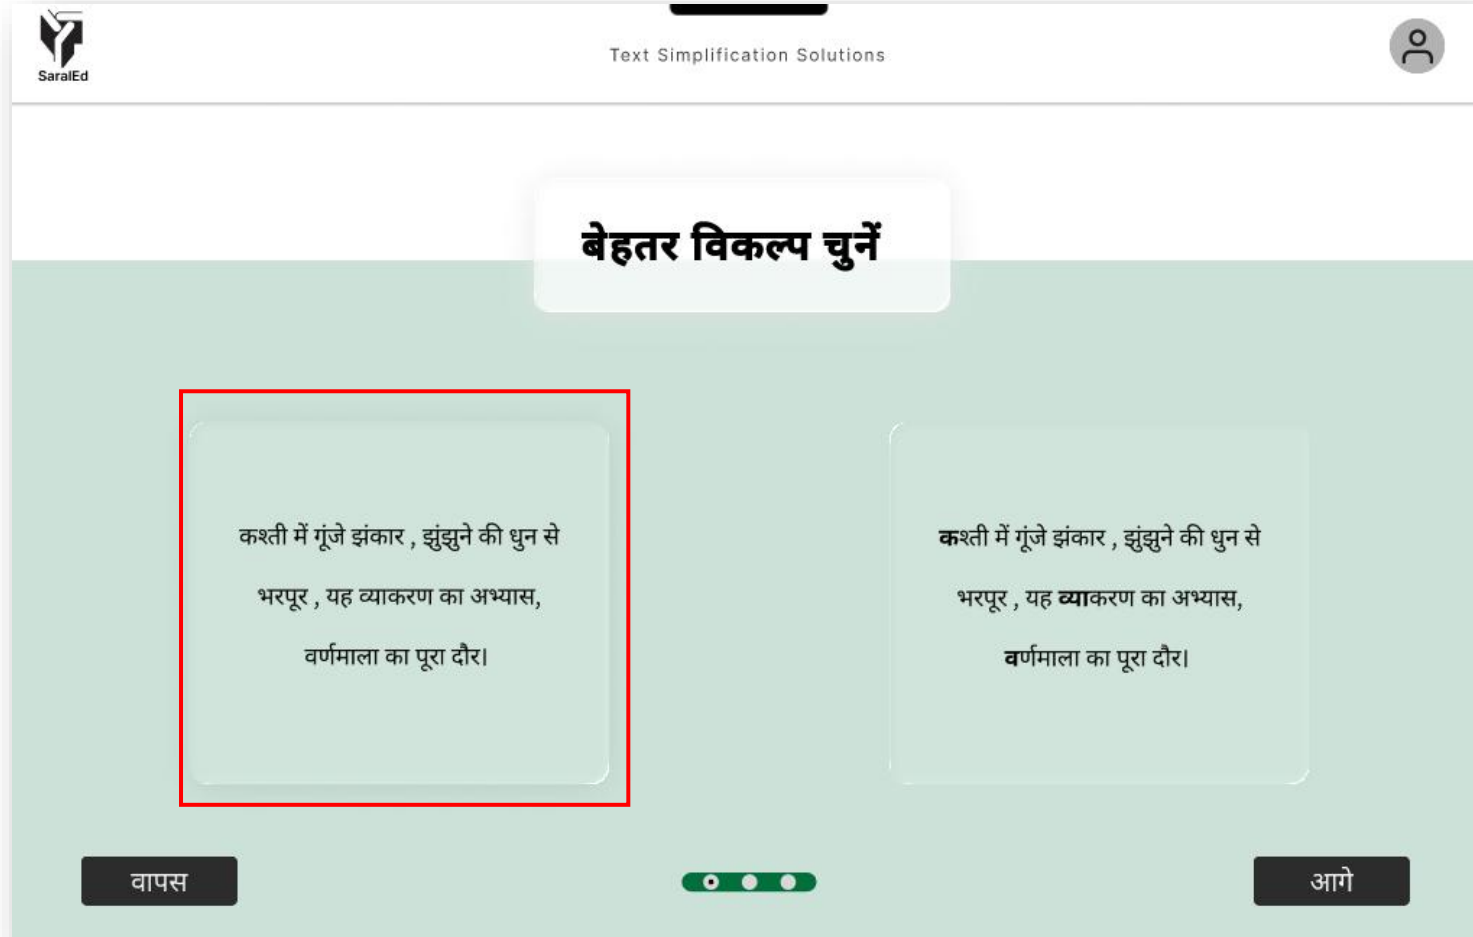 SaralEd
Text Simplification Solutions
बेहतर विकल्प चुनें
कश्ती में गूंजे झंकार , झुंझुने की धुन से
भरपूर , यह व्याकरण का अभ्यास,
वर्णमाला का पूरा दौर।
कश्ती में गूंजे झंकार , झुंझुने की धुन से
भरपूर , यह व्याकरण का अभ्यास,
वर्णमाला का पूरा दौर।
वापस
आगे